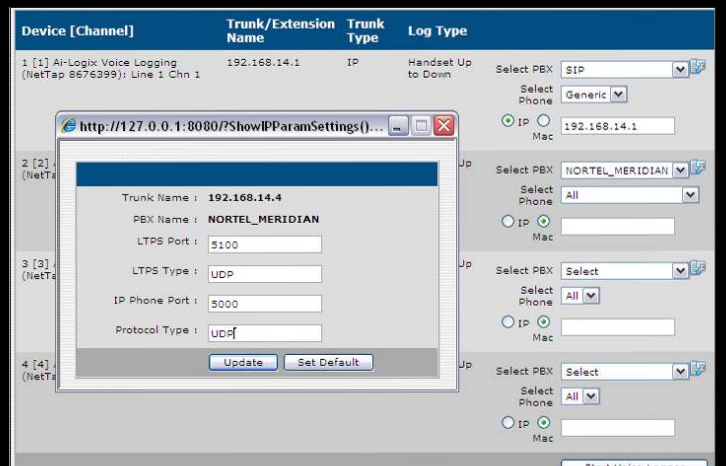 Device [Channel] Trunk/Extension Name Trunk Type Log Type
1 [1] Ai-Logix Voice Logging (NetTap 8676399): Line 1 Chn 1
192.168.14.1
IP
Handset Up to Down
Select PBX SIP
Select Phone Generic
IP Mac 192.168.14.1
http://127.0.0.1:8080/?ShowIPParamSettings()...
Trunk Name : 192.168.14.4
PBX Name : NORTEL_MERIDIAN
LTPS Port : 5100
LTPS Type : UDP
IP Phone Port : 5000
Protocol Type : UDP
Update Set Default
2 [2]
Up
Select PBX NORTEL_MERIDIAN
Select Phone All
IP Mac
3 [3]
Up
Select PBX Select
Select Phone All
IP Mac
4 [4]
Up
Select PBX Select
Select Phone All
IP Mac